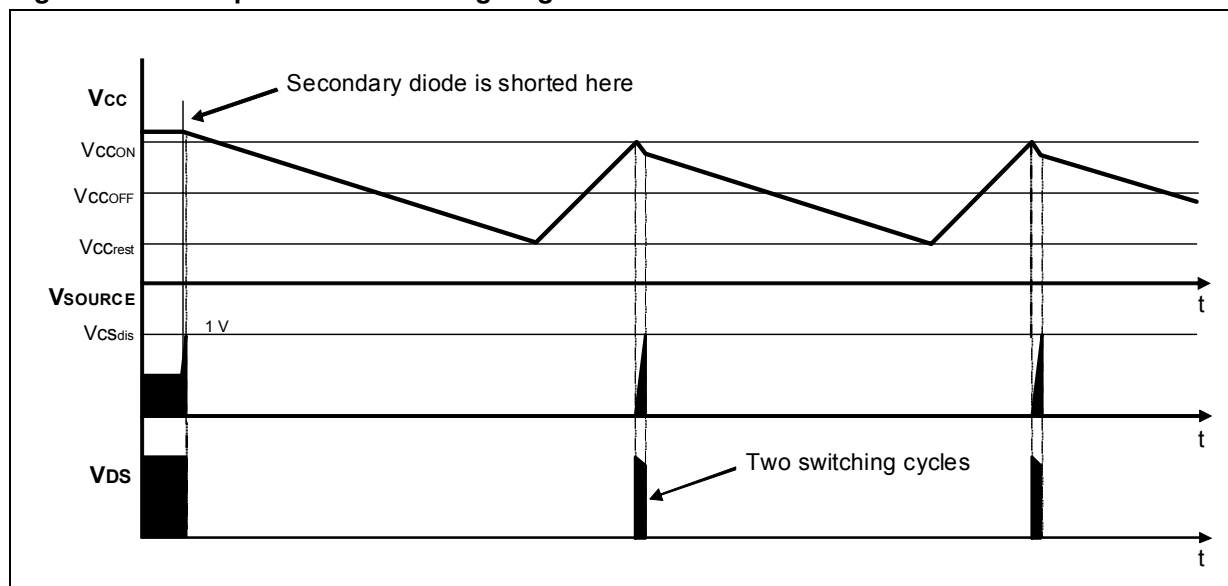 Secondary diode is shorted here
VCC
VCCON
VCCOFF
VCCrest
t
VSOURCE
VCSdis
1 V
t
VDS
Two switching cycles
t